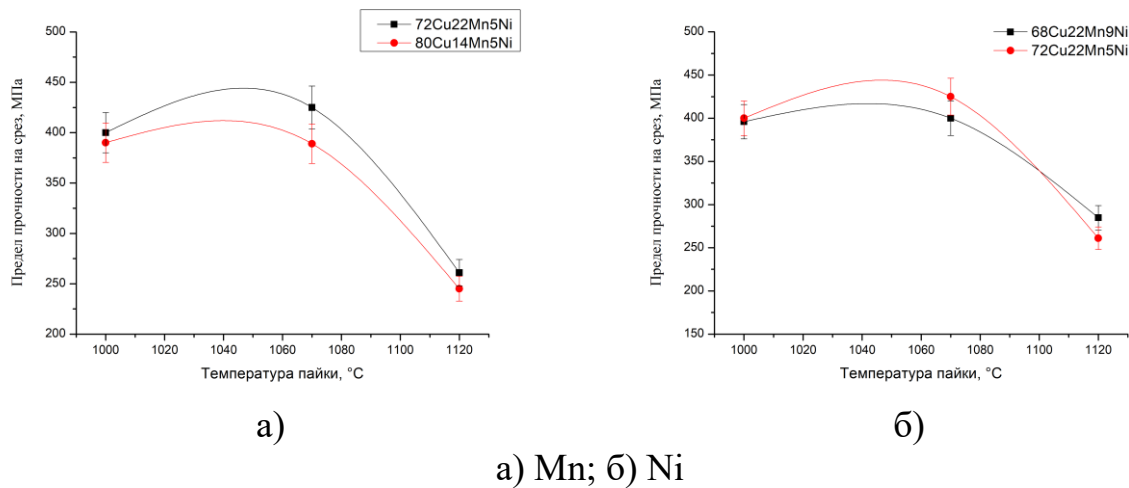 72Cu22Mn5Ni
80Cu14Mn5Ni
500
450
400
350
300
250
200
Предел прочности на срез, МПа
1000 1020 1040 1060 1080 1100 1120
Температура пайки, °C
а)
68Cu22Mn9Ni
72Cu22Mn5Ni
500
450
400
350
300
250
200
150
Предел прочности на срез, МПа
1000 1020 1040 1060 1080 1100 1120
Температура пайки, °C
б)
а) Mn; б) Ni